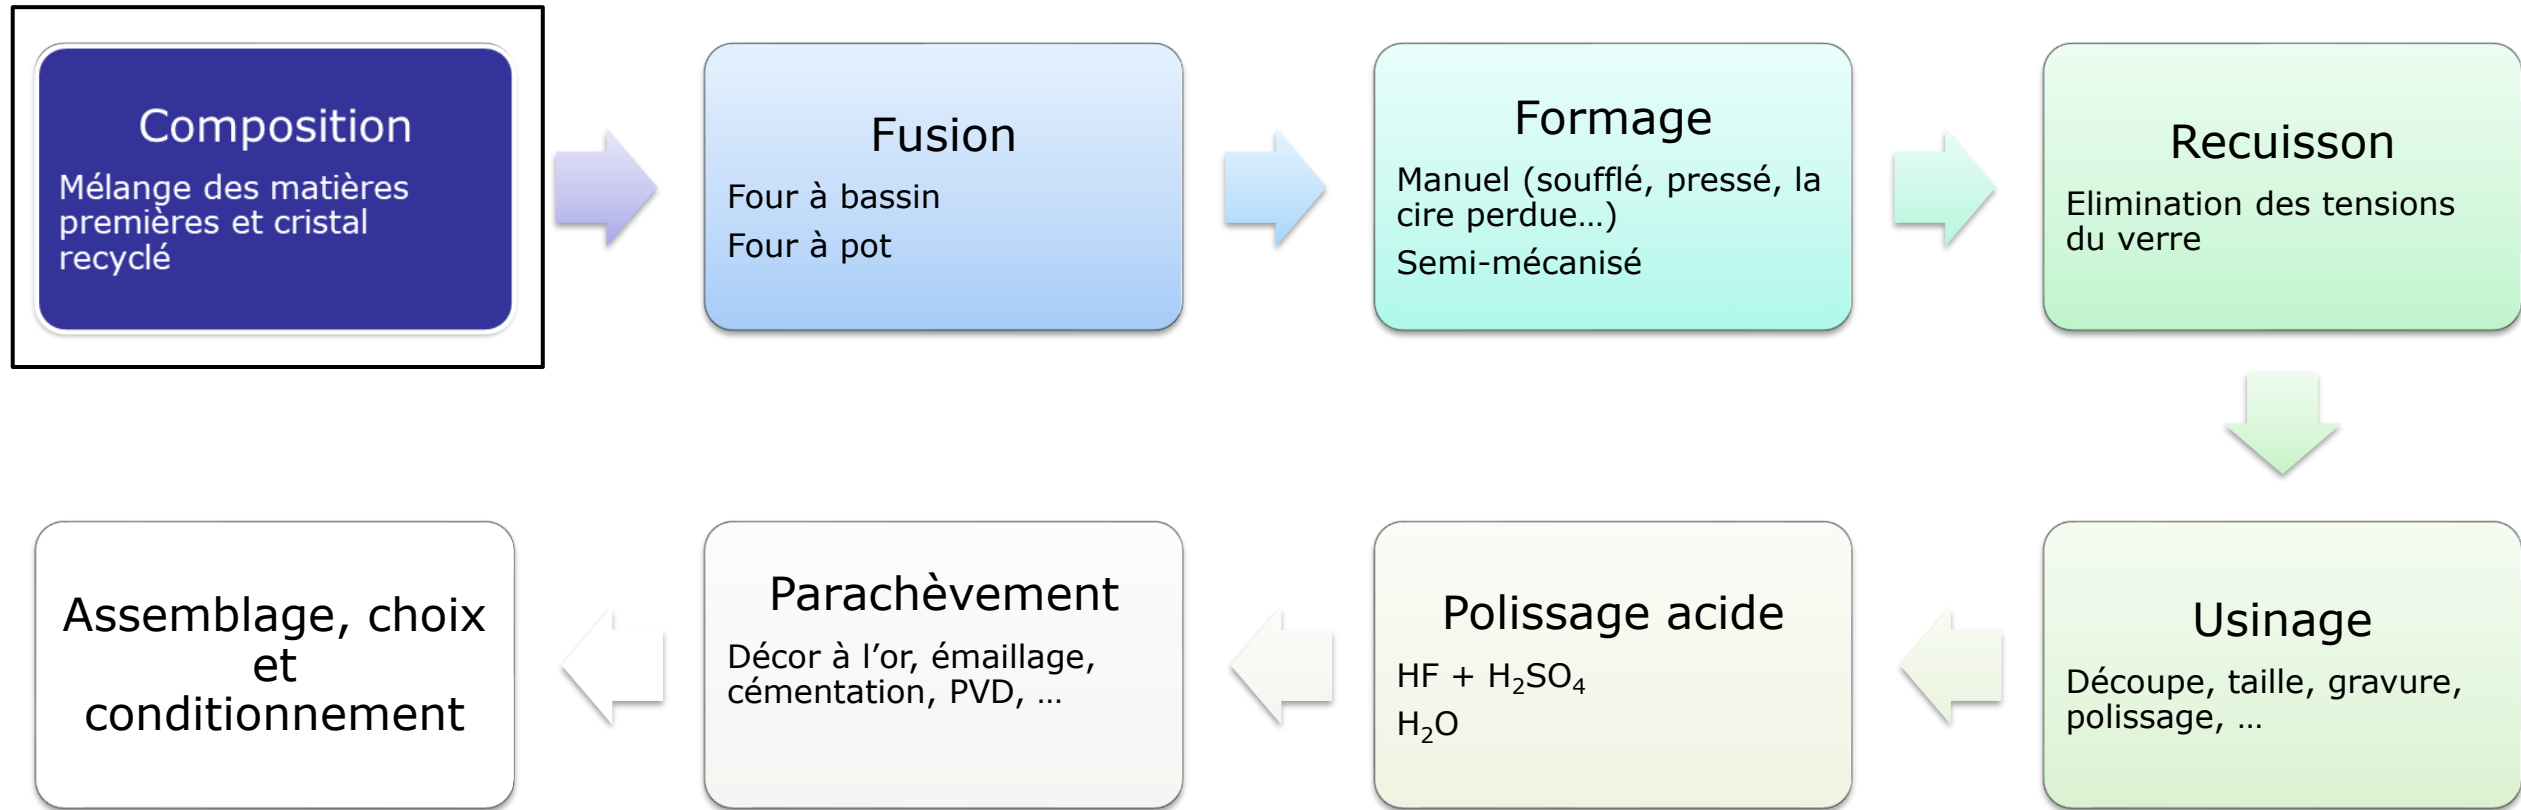 Composition
Mélange des matières
premières et cristal
recyclé
Fusion
Four à bassin
Four à pot
Formage
Manuel (soufflé, pressé, la
cire perdue…)
Semi-mécanisé
Recuisson
Elimination des tensions
du verre
Usinage
Découpe, taille, gravure,
polissage, …
Polissage acide
HF + H₂SO₄
H₂O
Parachèvement
Décor à l’or, émaillage,
cémentation, PVD, …
Assemblage, choix
et
conditionnement